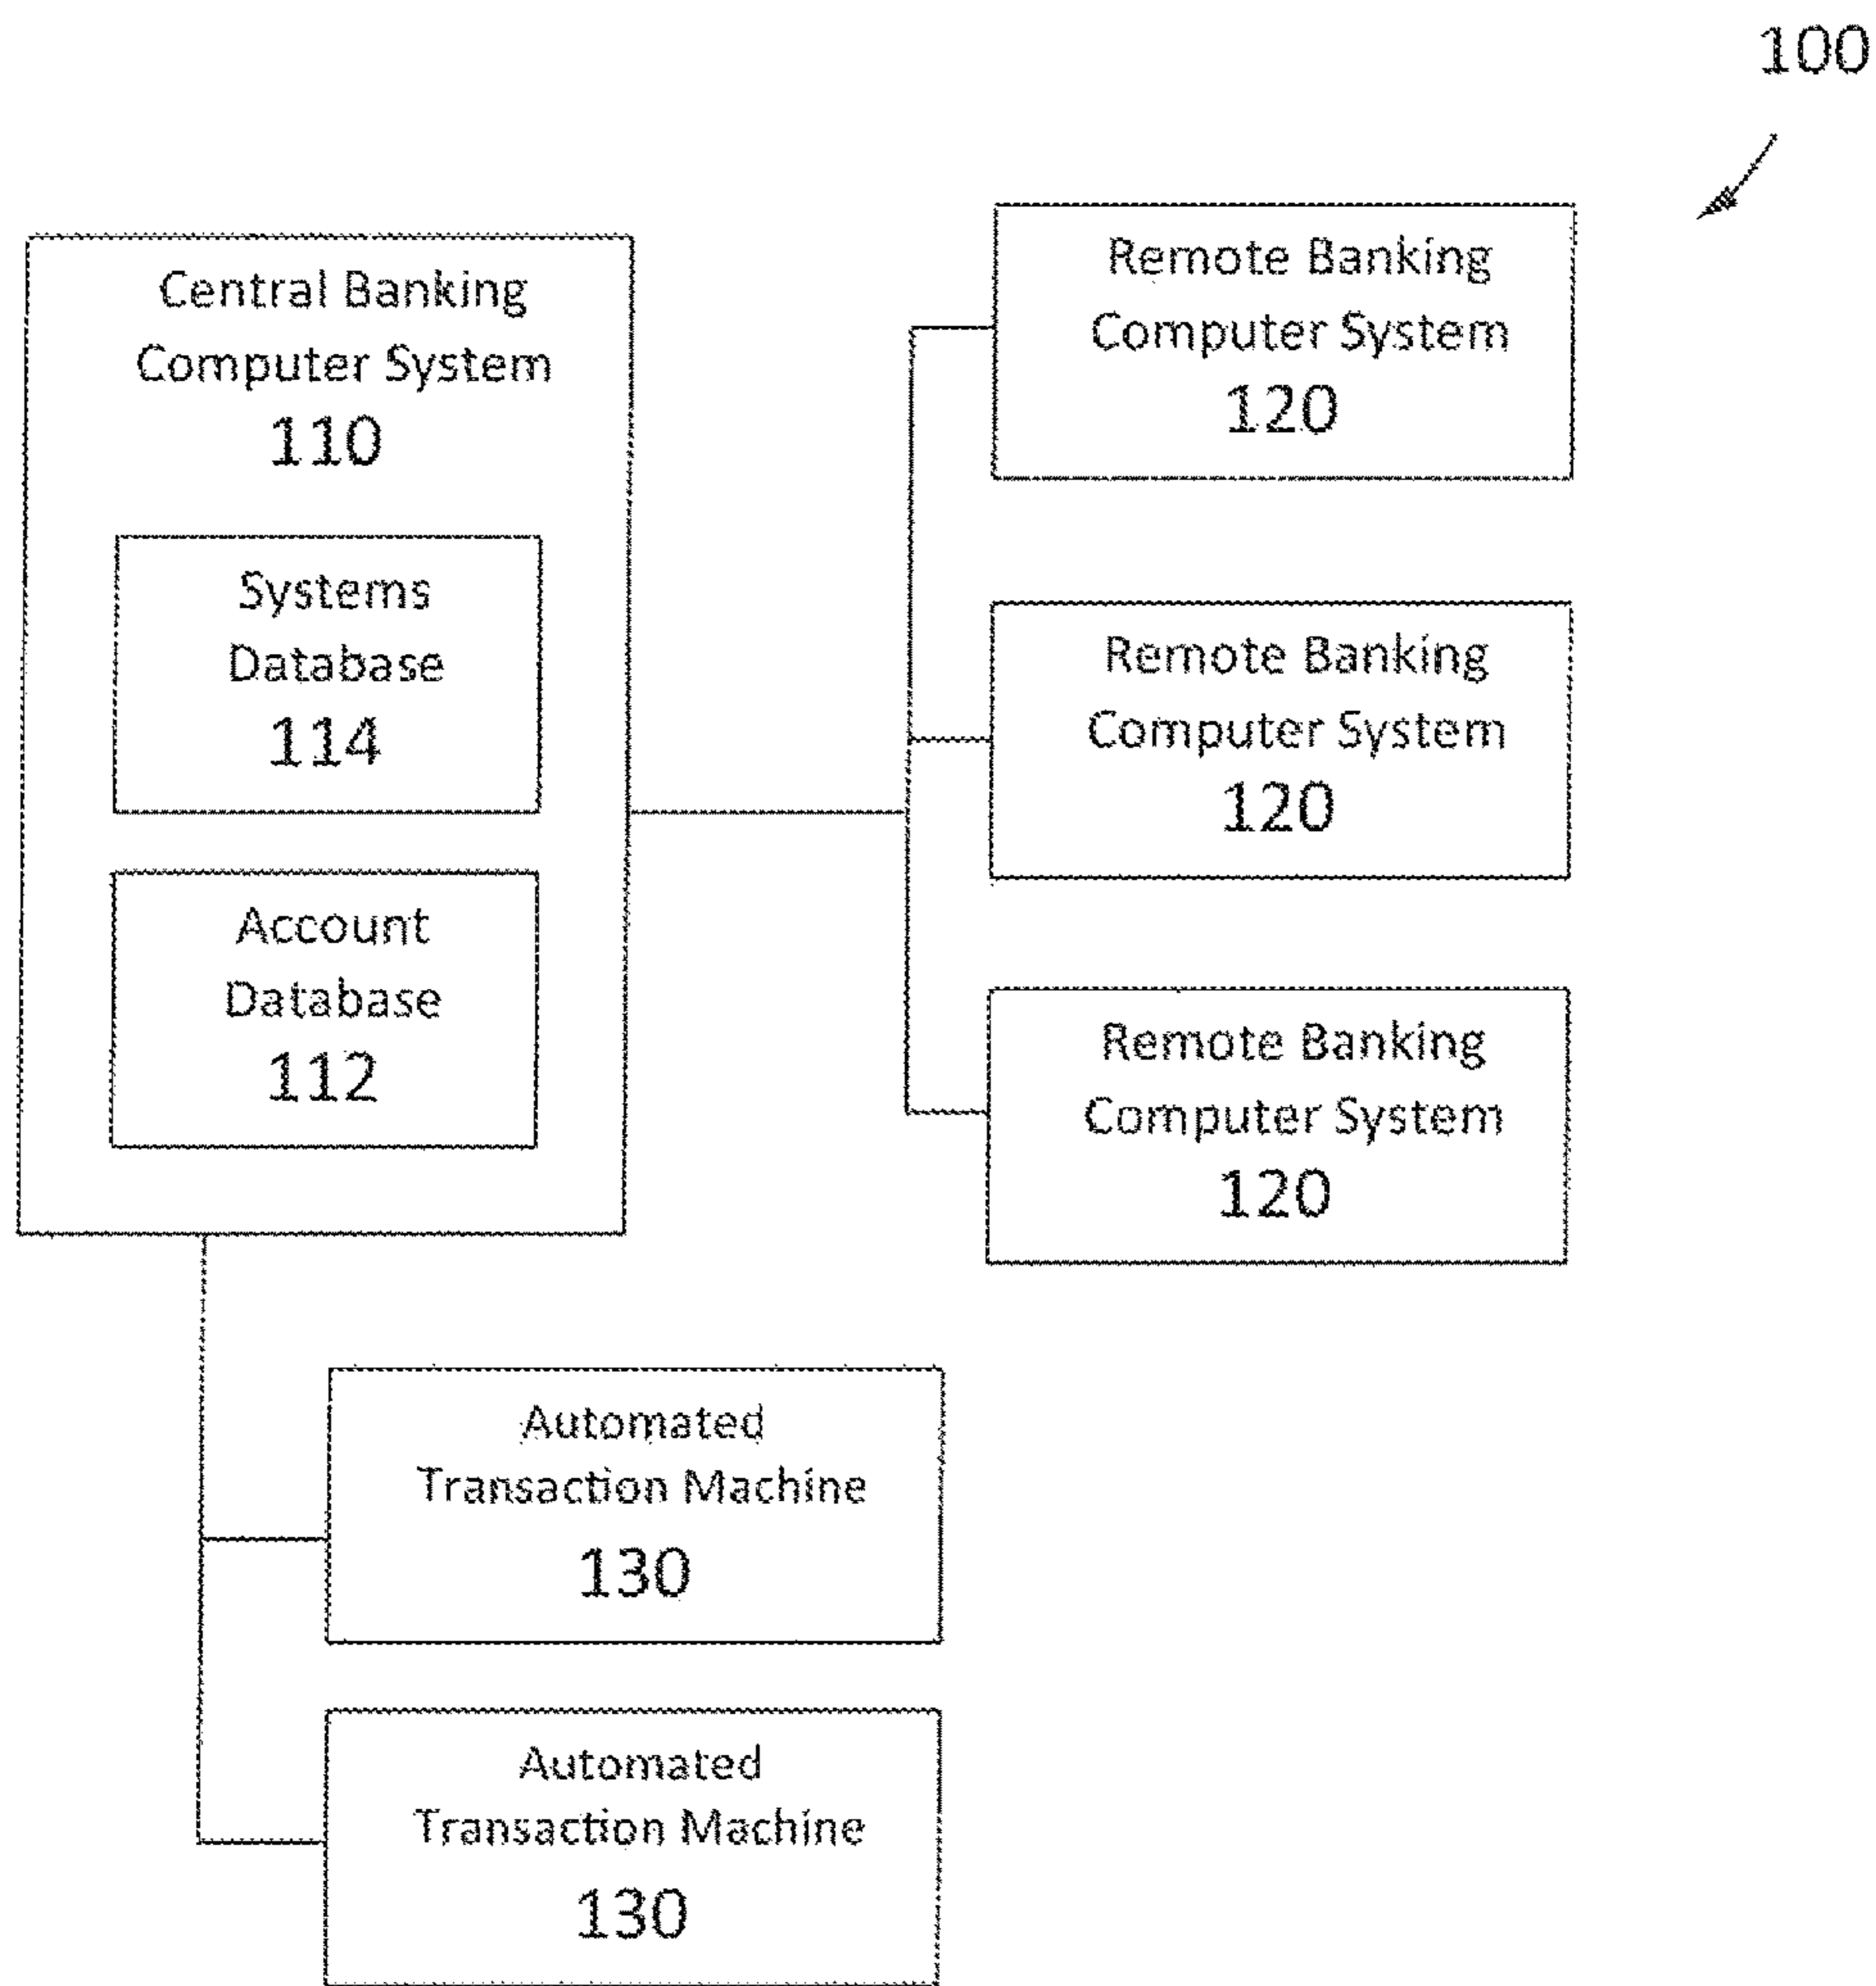 100
Central Banking
Computer System
110
Systems
Database
114
Account
Database
112
Remote Banking
Computer System
120
Remote Banking
Computer System
120
Remote Banking
Computer System
120
Automated
Transaction Machine
130
Automated
Transaction Machine
130